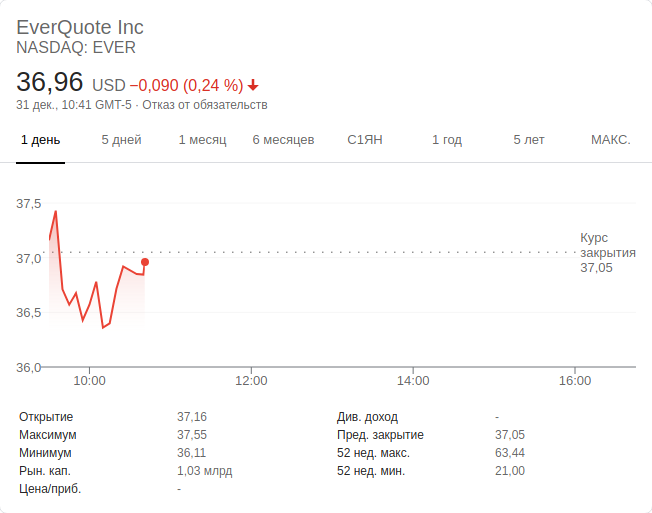 EverQuote Inc
NASDAQ: EVER
36,96 USD −0,090 (0,24 %)
31 дек., 10:41 GMT-5 · Отказ от обязательств
1 день 5 дней 1 месяц 6 месяцев С1ЯН 1 год 5 лет МАКС.
37,5
37,0
36,5
36,0
Курс
закрытия
37,05
10:00 12:00 14:00 16:00
Открытие 37,16 Див. доход -
Максимум 37,55 Пред. закрытие 37,05
Минимум 36,11 52 нед. макс. 63,44
Рын. кап. 1,03 млрд 52 нед. мин. 21,00
Цена/приб. -